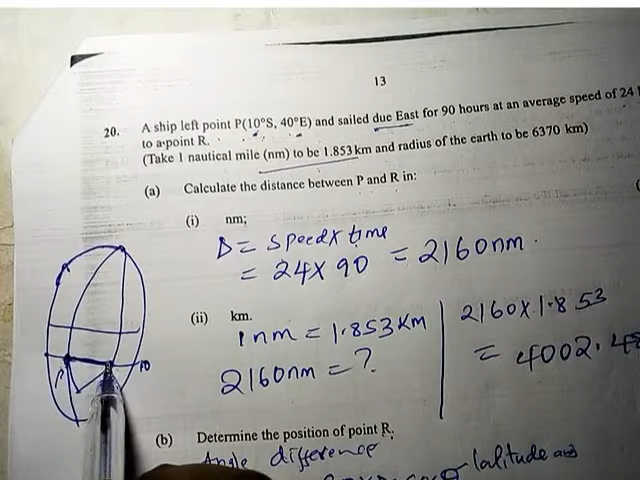 13
20. A ship left point P(10°S, 40°E) and sailed due East for 90 hours at an average speed of 24
to a point R.
(Take 1 nautical mile (nm) to be 1.853 km and radius of the earth to be 6370 km)
(a) Calculate the distance between P and R in:
(i) nm;
D = Speed x time
= 24 x 90 = 2160nm.
(ii) km.
1nm = 1.853 Km
2160nm = ?
2160 x 1.853
= 4002.48
P
10
(b) Determine the position of point R.
Angle difference
latitude and